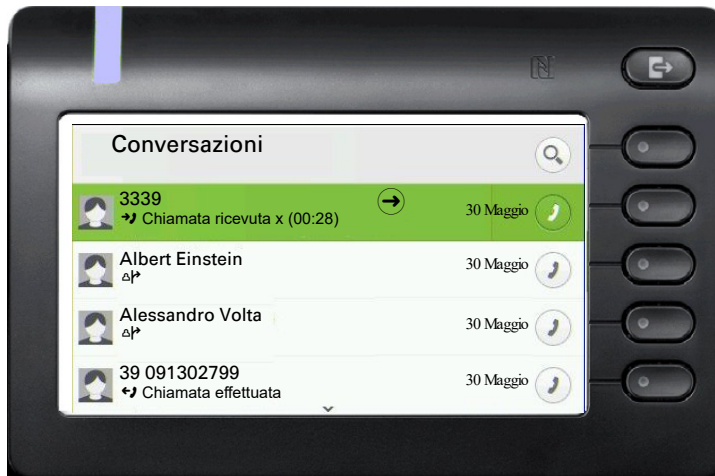 Conversazioni
3339
30 Maggio
Chiamata ricevuta x (00:28)
Albert Einstein
30 Maggio
Alessandro Volta
30 Maggio
39 091302799
30 Maggio
Chiamata effettuata